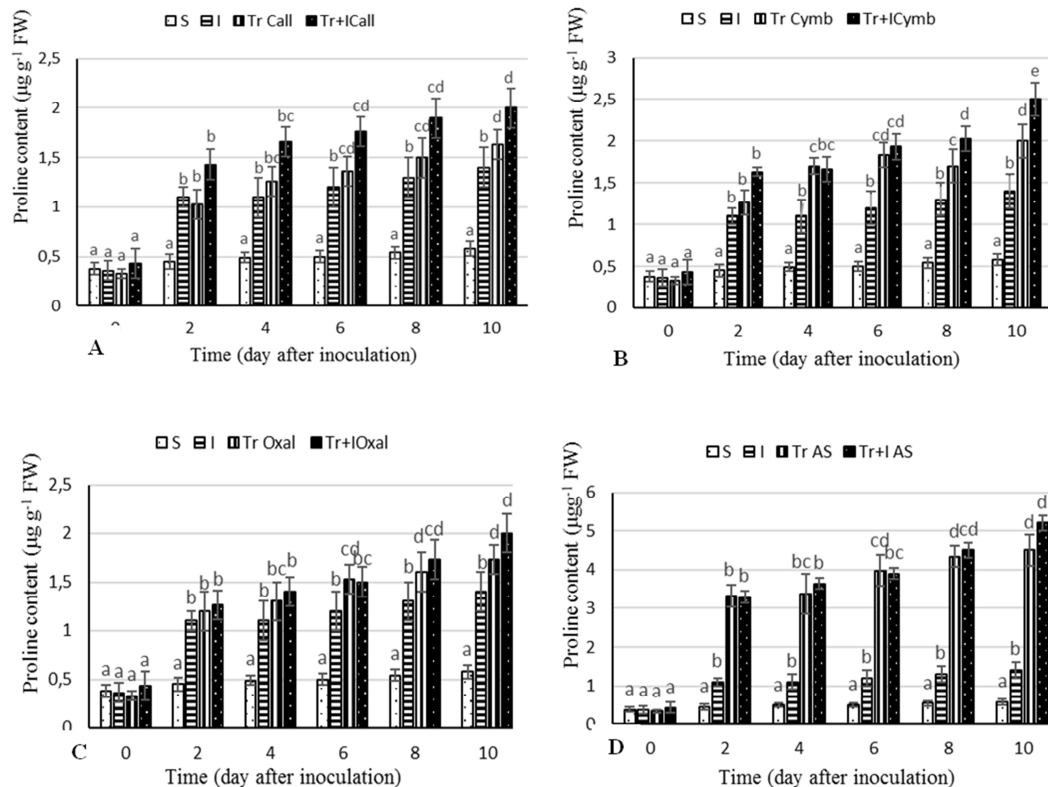 S I Tr Call Tr+ICall
Proline content (µg g-1 FW)
2,5
2
1,5
1
0,5
0
a a a a
a b b b
a b bc bc
a b cd cd
a b cd cd
a b d d
2 4 6 8 10
A
Time (day after inoculation)
S I Tr Cymb Tr+ICymb
Proline content (µg g-1 FW)
3
2,5
2
1,5
1
0,5
0
a a a a
a b b b
a b c bc
a b cd cd
a b c cd
a b d e
0 2 4 6 8 10
B
Time (day after inoculation)
S I Tr Oxal Tr+IOxal
Proline content (µg g-1 FW)
2,5
2
1,5
1
0,5
0
a a a a
a b b b
a b bc b
a b cd bc
a b d cd
a b d d
0 2 4 6 8 10
C
Time (day after inoculation)
S I Tr AS Tr+I AS
Proline content (µgg-1 FW)
6
5
4
3
2
1
0
a a a a
a b b b
a b bc b
a b cd bc
a b d cd
a b d d
0 2 4 6 8 10
D
Time (day after inoculation)